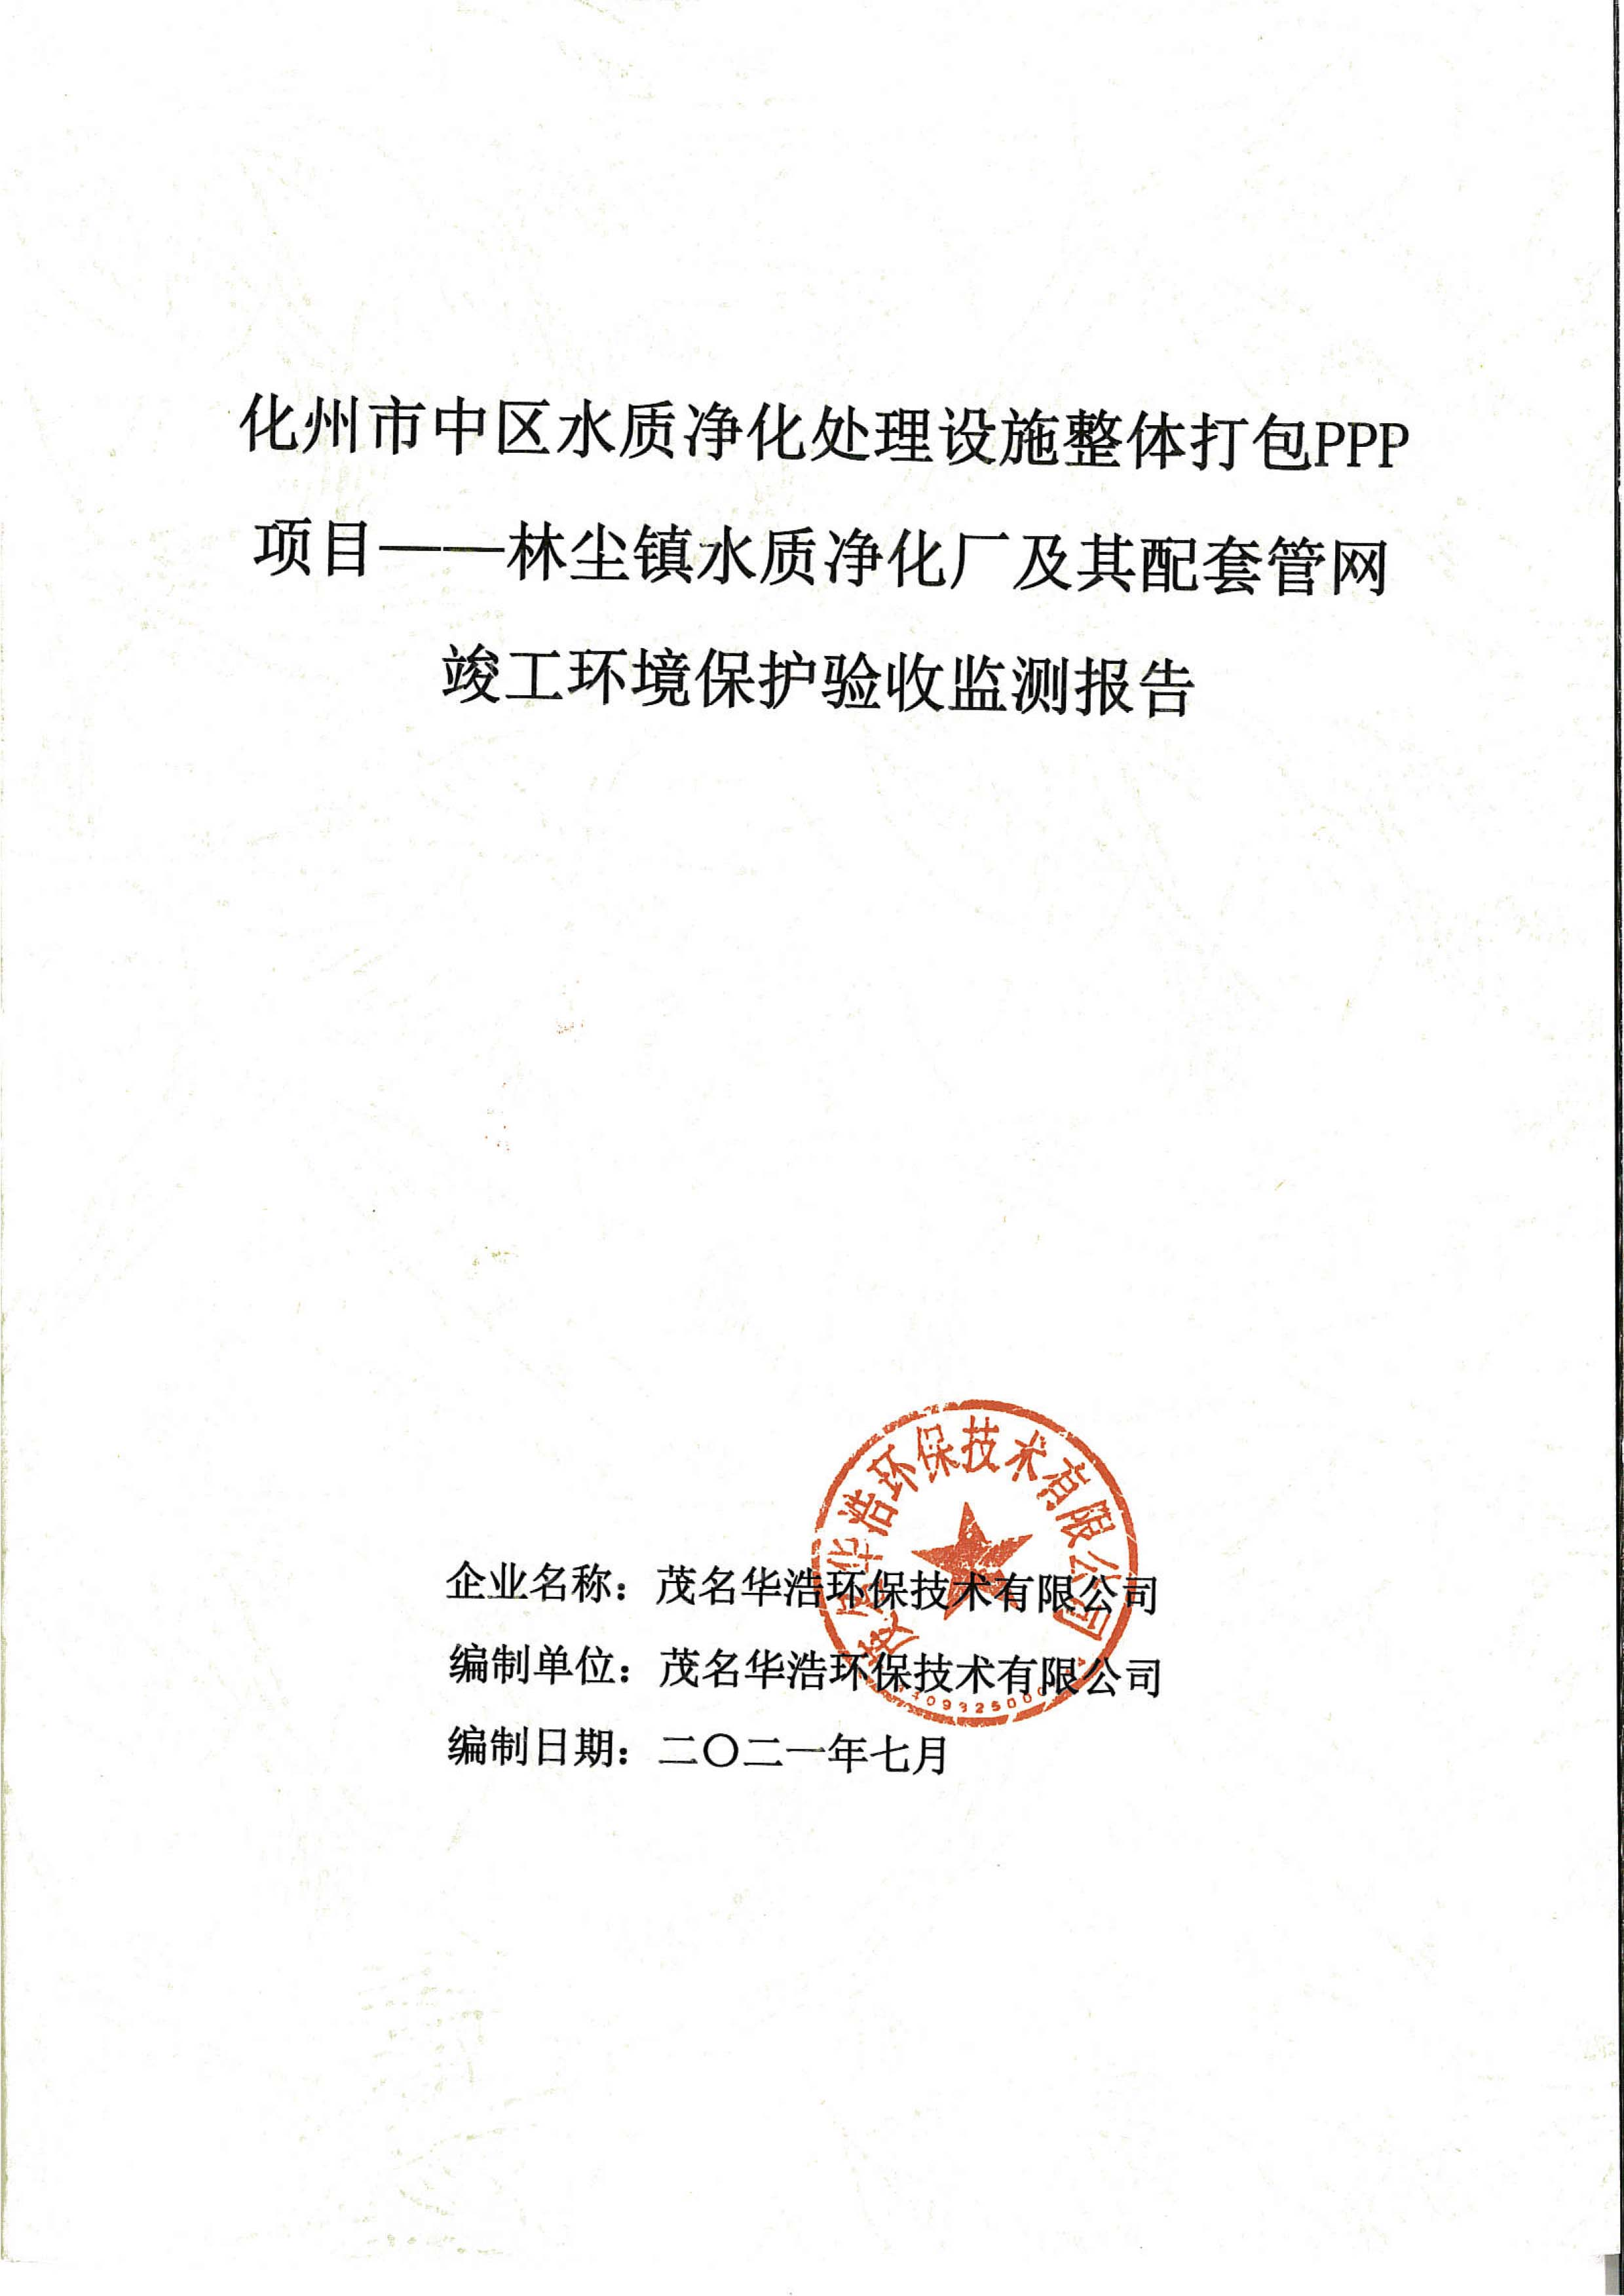 化州市中区水质净化处理设施整体打包PPP
项目——林尘镇水质净化厂及其配套管网
竣工环境保护验收监测报告
茂名华浩环保技术有限公司
企业名称：茂名华浩环保技术有限公司
编制单位：茂名华浩环保技术有限公司
编制日期：二〇二一年七月